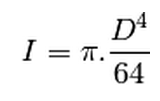 I = π. D⁴/64